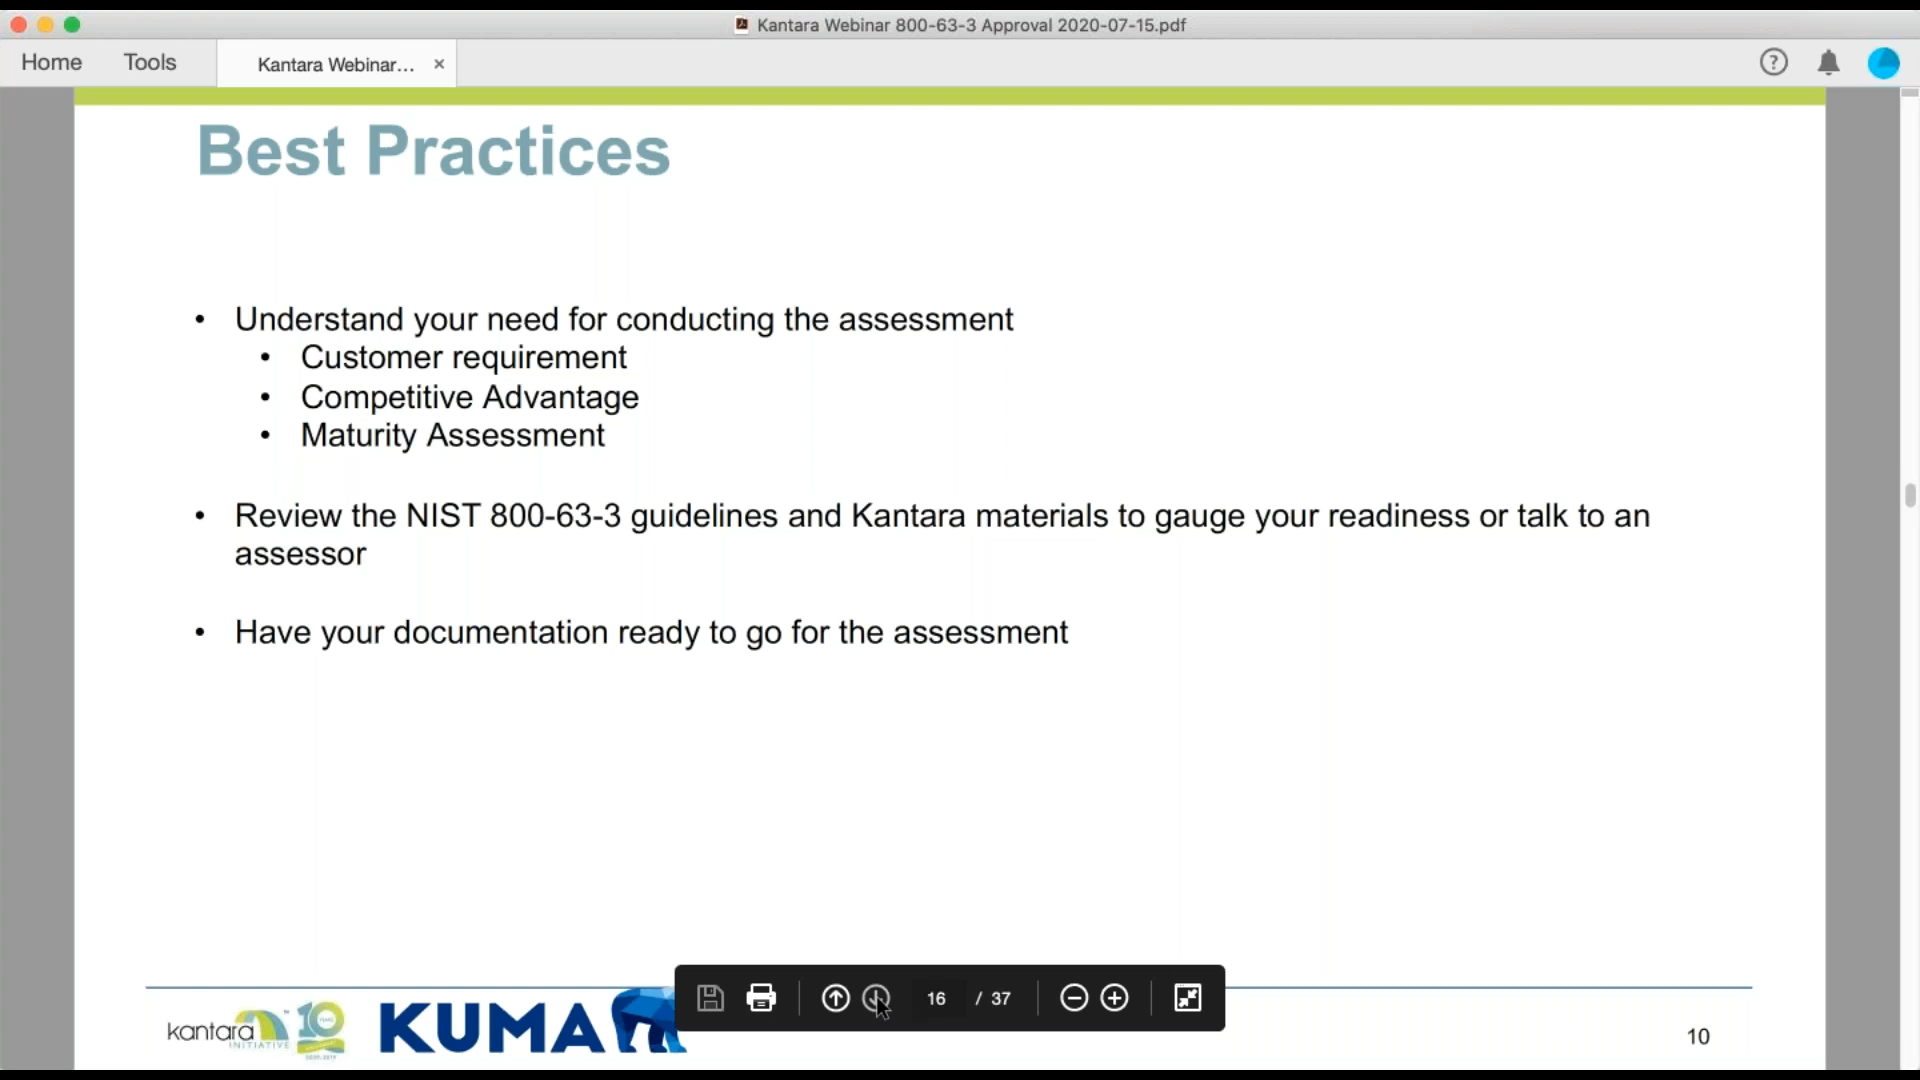 Kantara Webinar 800-63-3 Approval 2020-07-15.pdf
Home
Tools
Kantara Webinar...
Best Practices
• Understand your need for conducting the assessment
• Customer requirement
• Competitive Advantage
• Maturity Assessment
• Review the NIST 800-63-3 guidelines and Kantara materials to gauge your readiness or talk to an
assessor
• Have your documentation ready to go for the assessment
kantara
INITIATIVE
10
KUMA
16 / 37
10